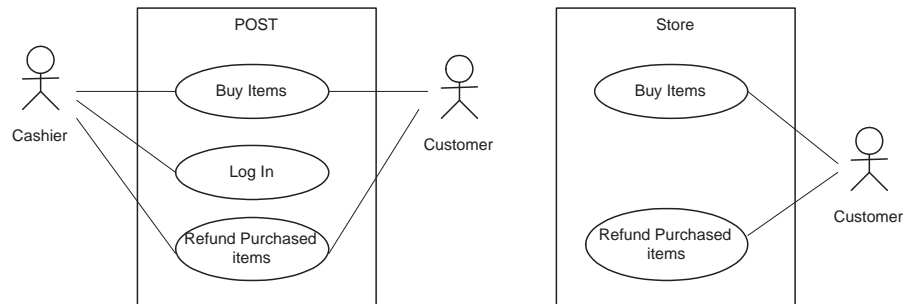 POST
Buy Items
Cashier
Customer
Log In
Refund Purchased
items
Store
Buy Items
Customer
Refund Purchased
items